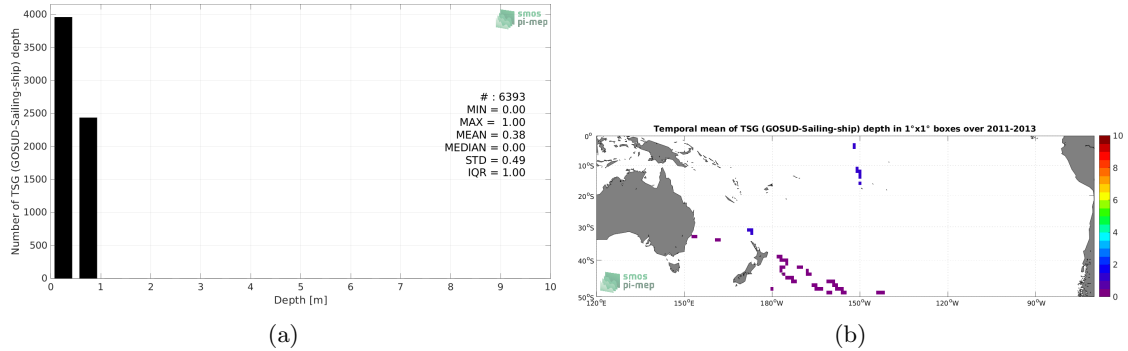 4000
3500
3000
2500
2000
1500
1000
500
0
Number of TSG (GOSUD-Sailing-ship) depth
smos
pi-mep
# : 6393
MIN = 0.00
MAX = 1.00
MEAN = 0.38
MEDIAN = 0.00
STD = 0.49
IQR = 1.00
0 1 2 3 4 5 6 7 8 9 10
Depth [m]
(a)
Temporal mean of TSG (GOSUD-Sailing-ship) depth in 1°x1° boxes over 2011-2013
0°
10°S
20°S
30°S
40°S
50°S
smos
pi-mep
120°E 150°E 180°W 150°W 120°W 90°W
10
8
6
4
2
0
(b)